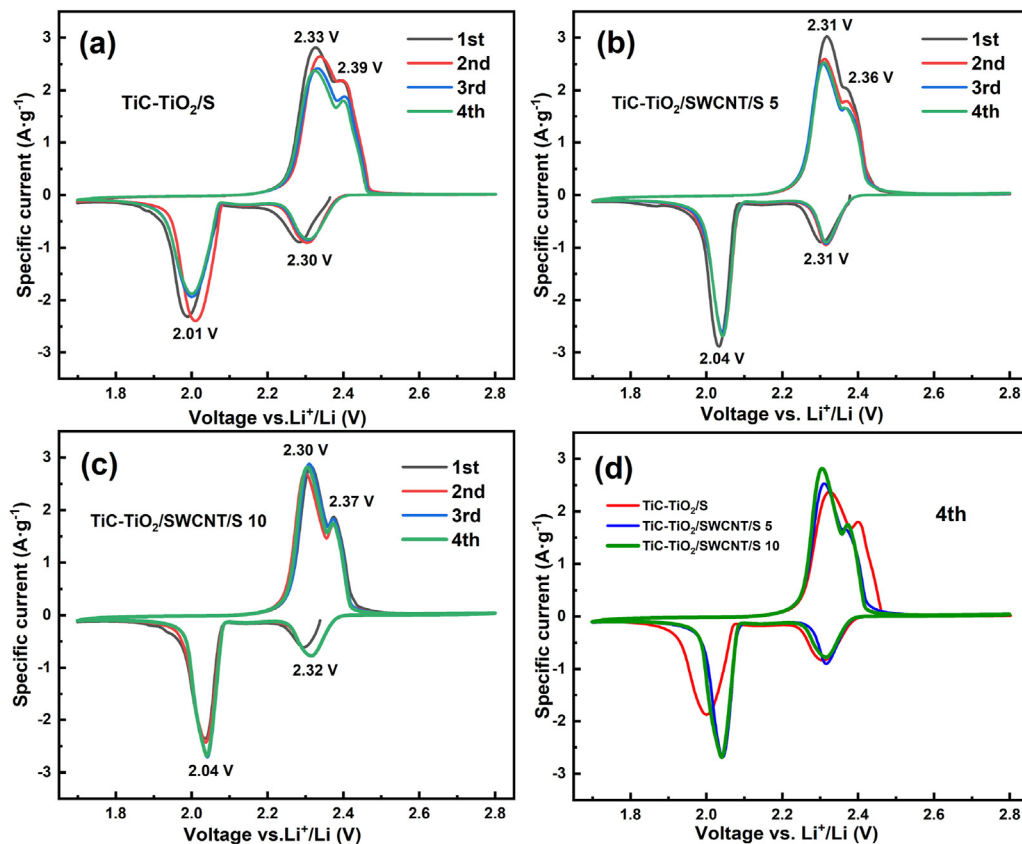 (a)
2.33 V
2.39 V
1st
2nd
3rd
4th
TiC-TiO₂/S
2.30 V
2.01 V
3
2
1
0
-1
-2
-3
Specific current (A·g⁻¹)
1.8 2.0 2.2 2.4 2.6 2.8
Voltage vs.Li⁺/Li (V)
(b)
2.31 V
2.36 V
1st
2nd
3rd
4th
TiC-TiO₂/SWCNT/S 5
2.31 V
2.04 V
3
2
1
0
-1
-2
-3
Specific current (A·g⁻¹)
1.8 2.0 2.2 2.4 2.6 2.8
Voltage vs. Li⁺/Li (V)
(c)
2.30 V
2.37 V
1st
2nd
3rd
4th
TiC-TiO₂/SWCNT/S 10
2.32 V
2.04 V
3
2
1
0
-1
-2
-3
Specific current (A·g⁻¹)
1.8 2.0 2.2 2.4 2.6 2.8
Voltage vs.Li⁺/Li (V)
(d)
TiC-TiO₂/S
TiC-TiO₂/SWCNT/S 5
TiC-TiO₂/SWCNT/S 10
4th
3
2
1
0
-1
-2
-3
Specific current (A·g⁻¹)
1.8 2.0 2.2 2.4 2.6 2.8
Voltage vs. Li⁺/Li (V)